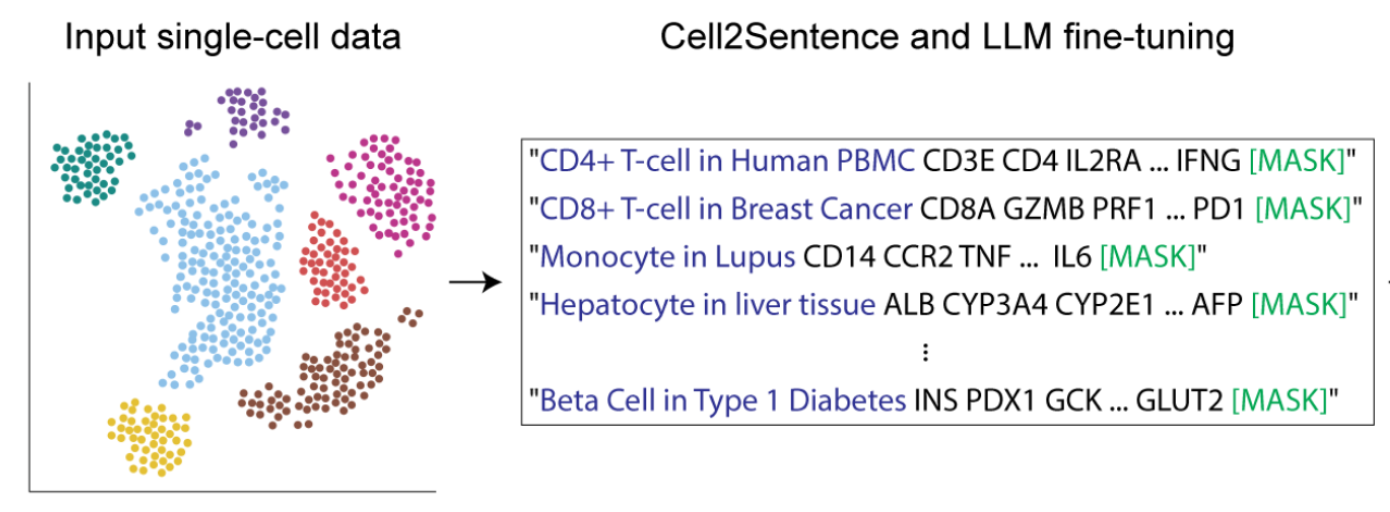 Input single-cell data
Cell2Sentence and LLM fine-tuning
"CD4+ T-cell in Human PBMC CD3E CD4 IL2RA ... IFNG [MASK]"
"CD8+ T-cell in Breast Cancer CD8A GZMB PRF1 ... PD1 [MASK]"
"Monocyte in Lupus CD14 CCR2 TNF ... IL6 [MASK]"
"Hepatocyte in liver tissue ALB CYP3A4 CYP2E1 ... AFP [MASK]"
⋮
"Beta Cell in Type 1 Diabetes INS PDX1 GCK ... GLUT2 [MASK]"